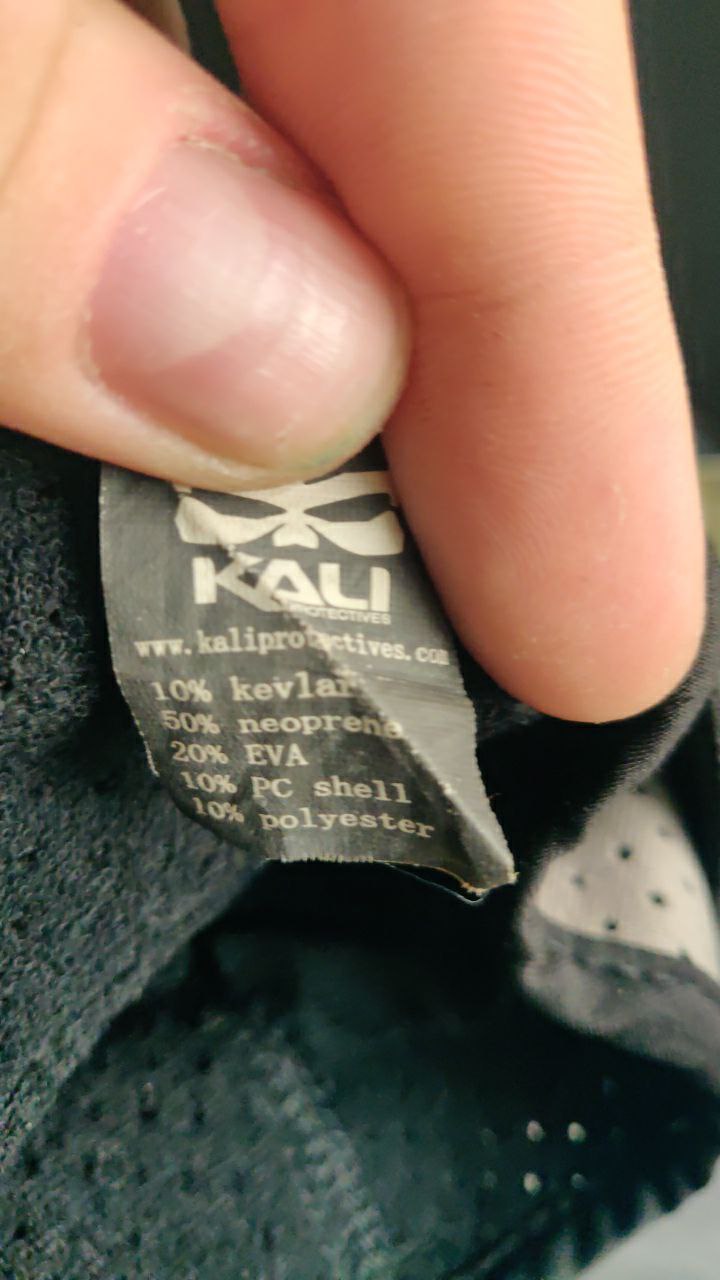 KALI
PROTECTIVES
www.kaliprotectives.com
10% kevlar
50% neoprene
20% EVA
10% PC shell
10% polyester